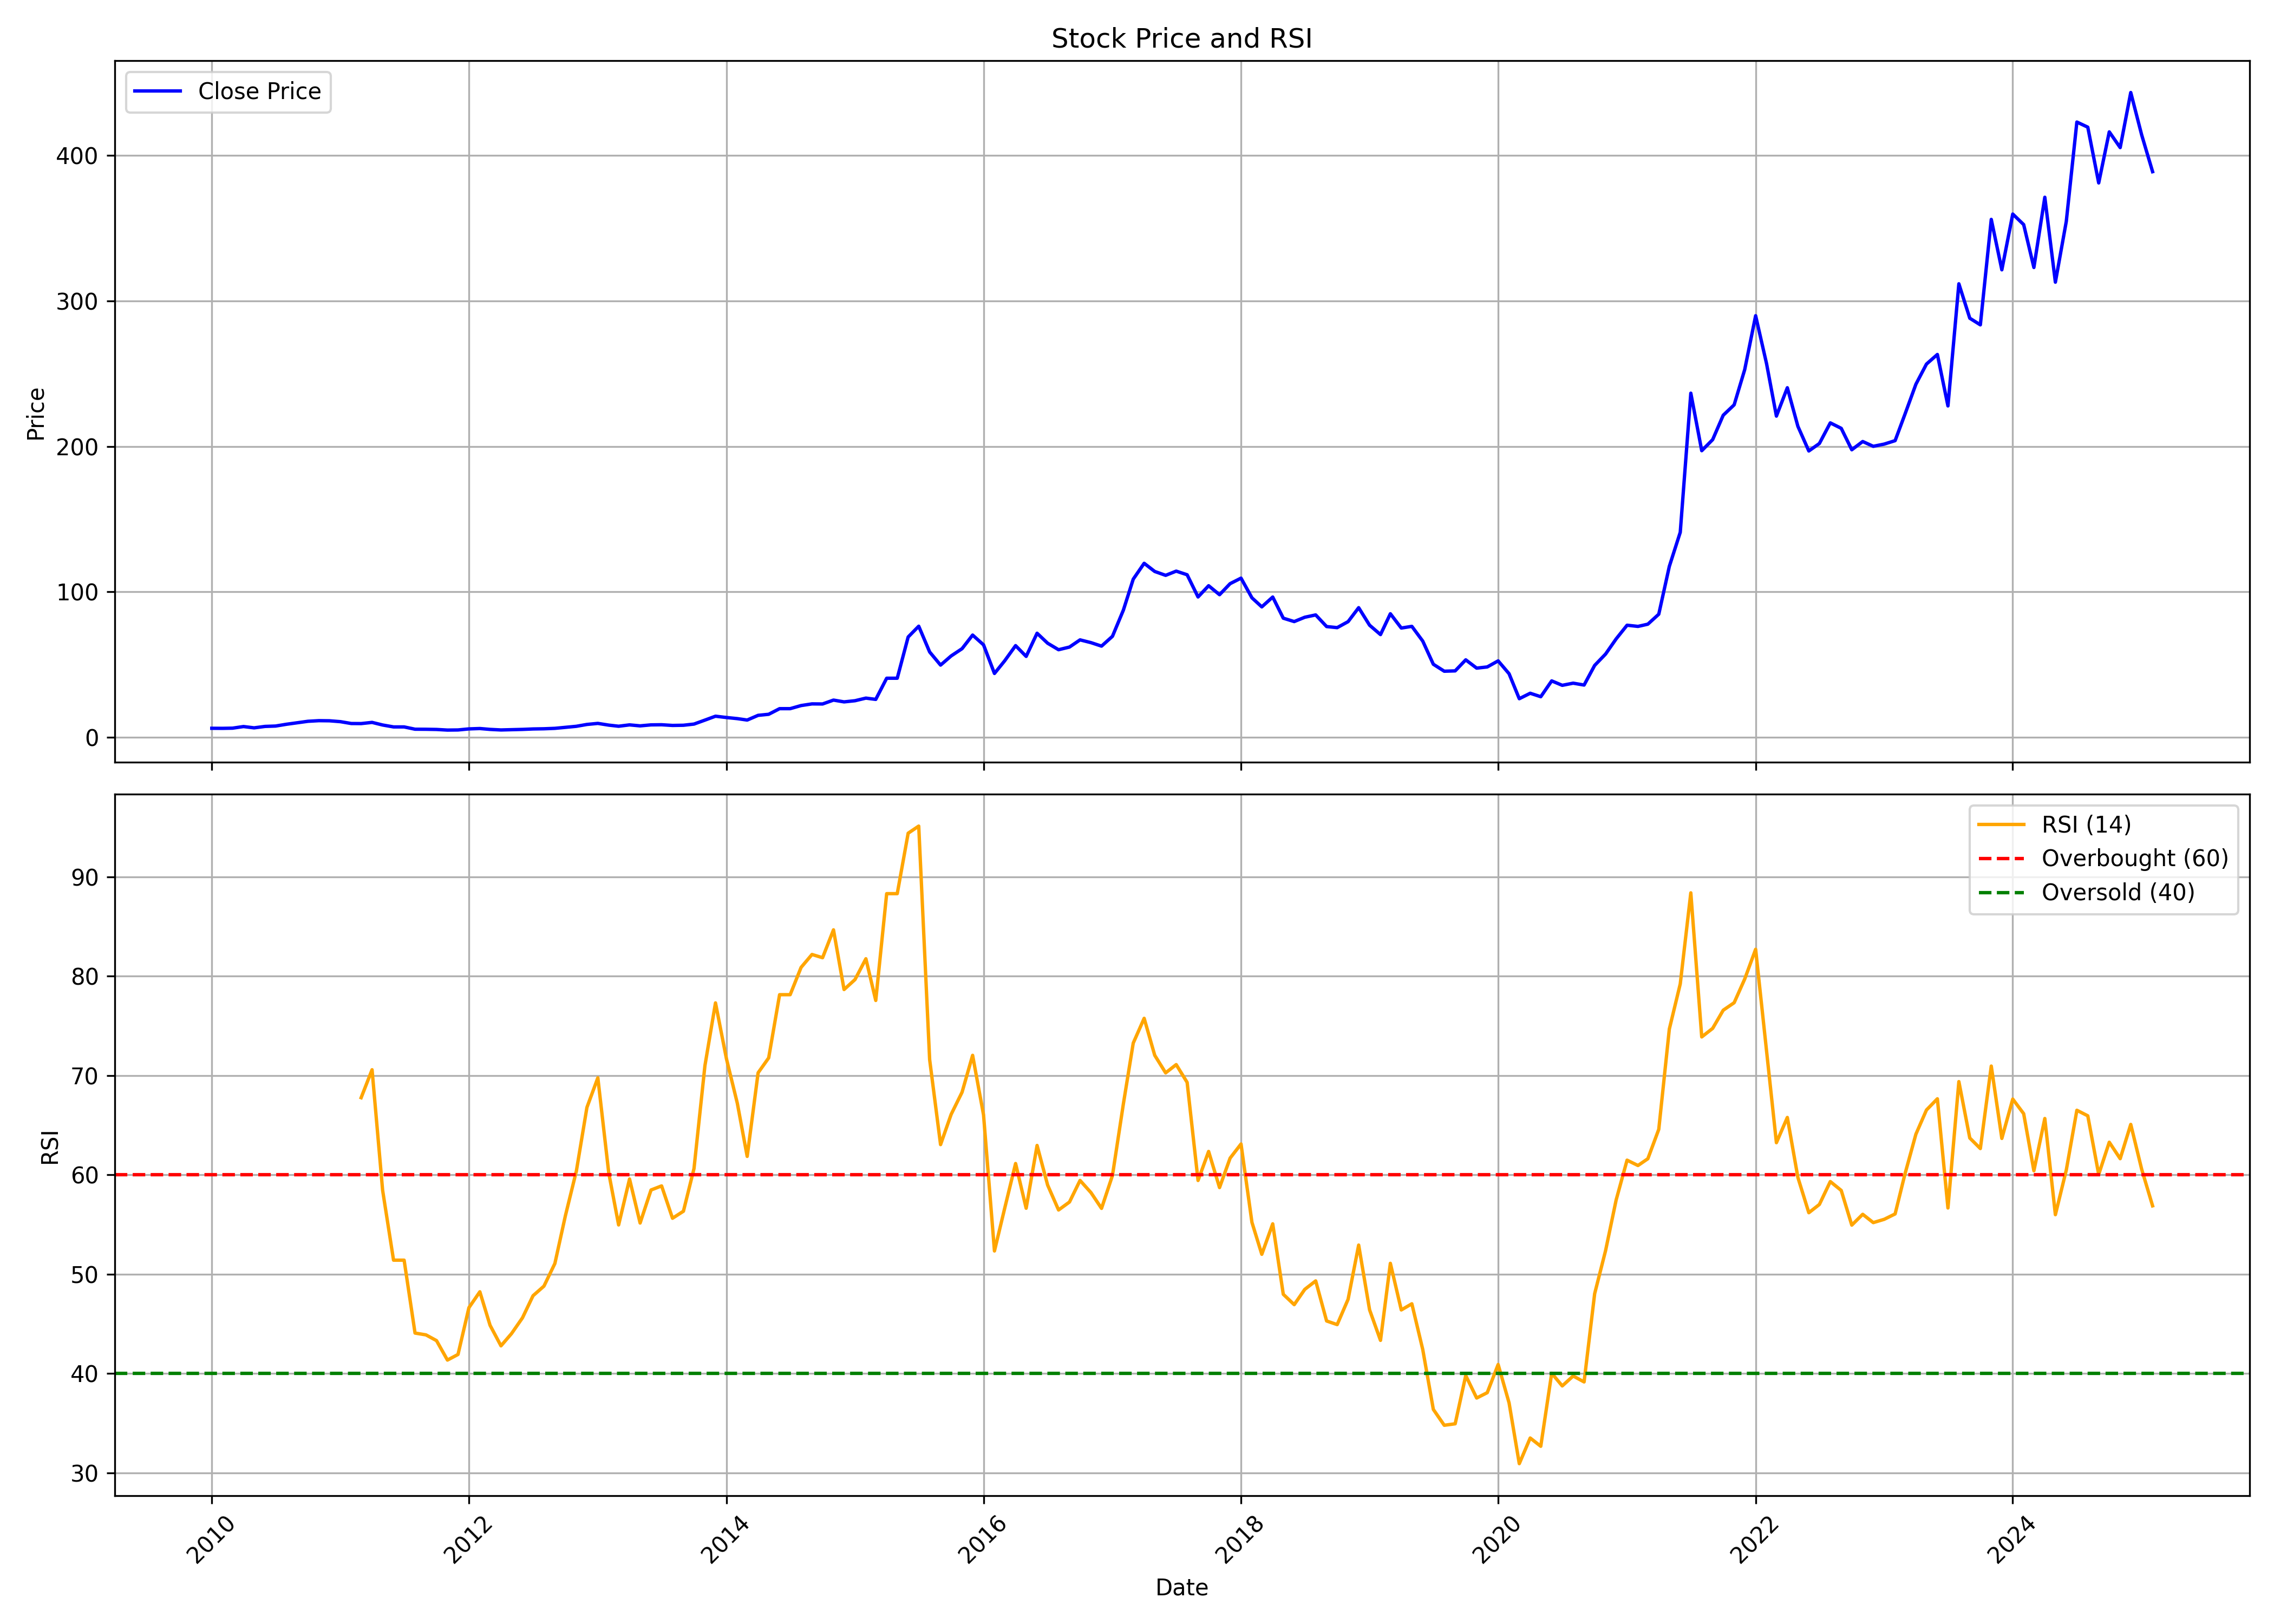 Stock Price and RSI
Close Price
Price
400
300
200
100
0
RSI (14)
Overbought (60)
Oversold (40)
RSI
90
80
70
60
50
40
30
2010
2012
2014
2016
2018
2020
2022
2024
Date